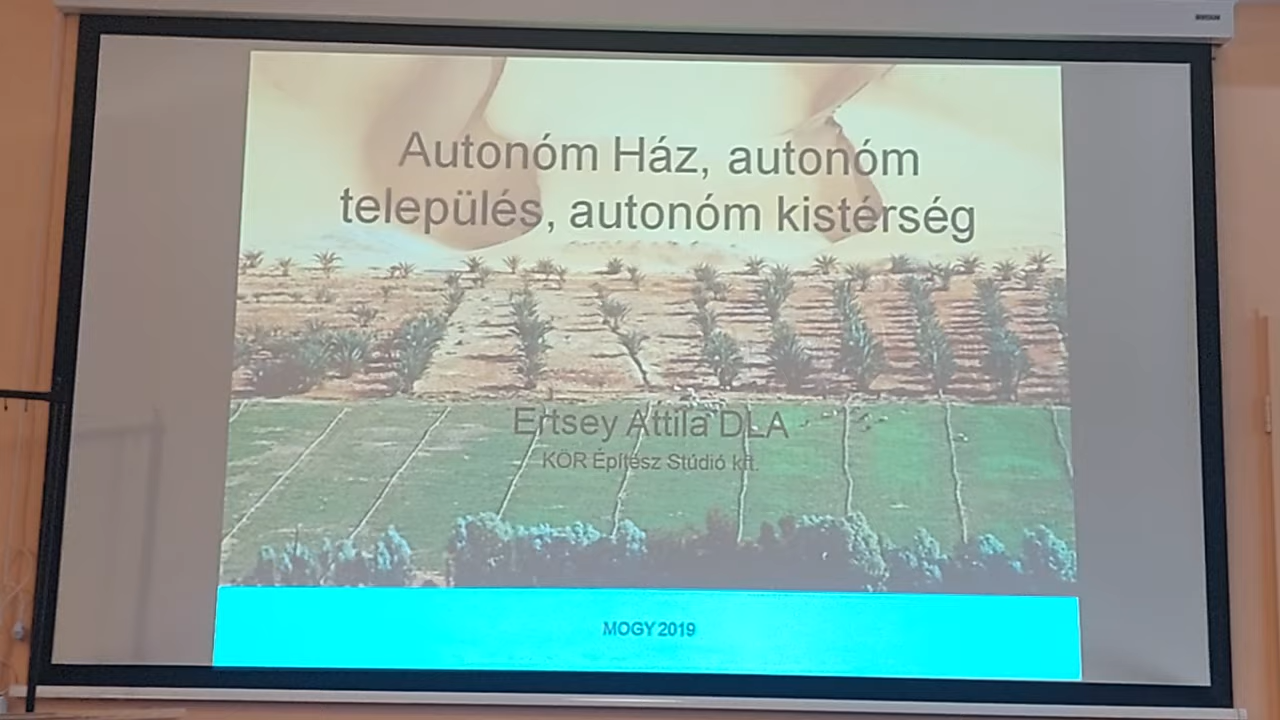 Autonóm Ház, autonóm
település, autonóm kistérség
Ertsey Attila DLA
KÖR Építész Stúdió kft.
MOGY 2019